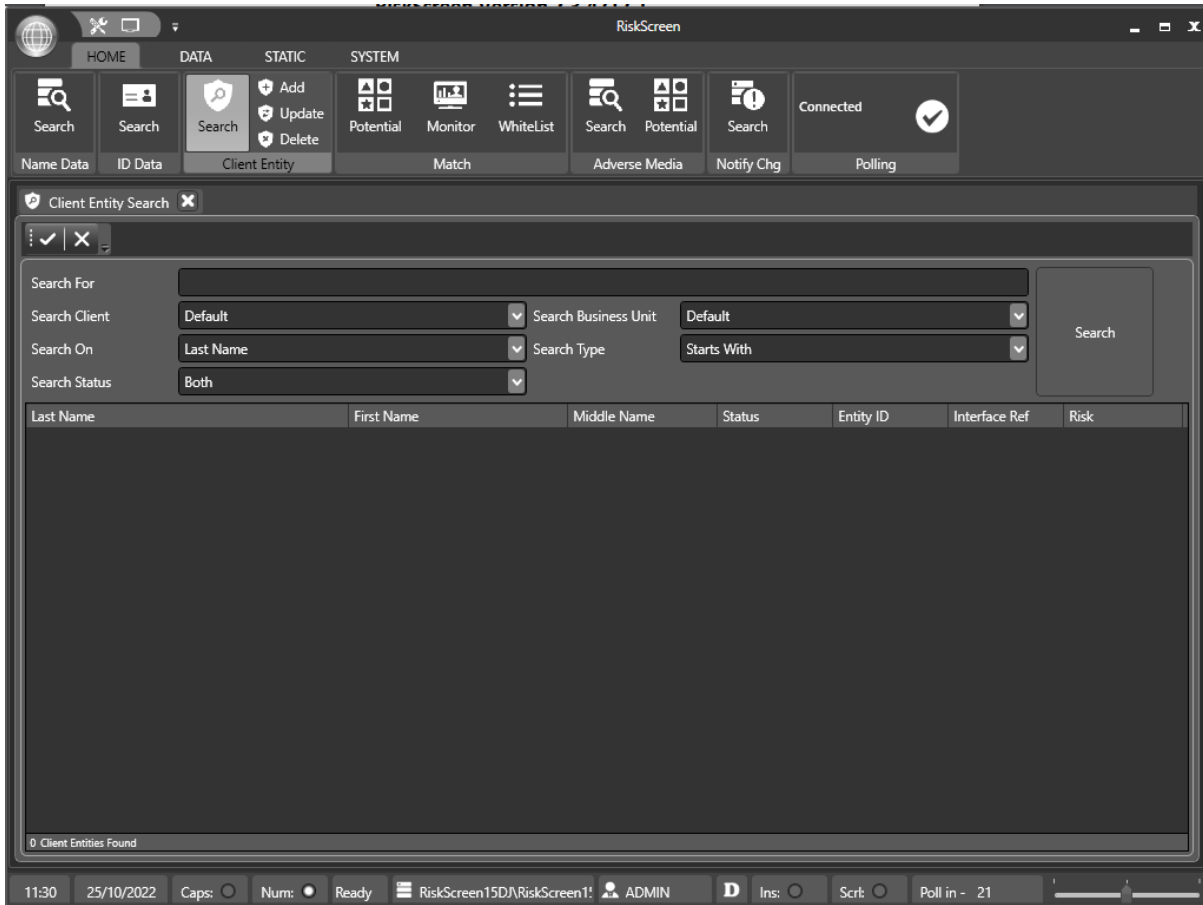 RiskScreen
HOME DATA STATIC SYSTEM
Search Search Search Add Update Delete Potential Monitor WhiteList Search Potential Search Connected
Name Data ID Data Client Entity Match Adverse Media Notify Chg Polling
Client Entity Search
Search For
Search Client Default Search Business Unit Default
Search On Last Name Search Type Starts With
Search
Search Status Both
Last Name First Name Middle Name Status Entity ID Interface Ref Risk
0 Client Entities Found
11:30 25/10/2022 Caps: Num: Ready RiskScreen15DJ\RiskScreen1 ADMIN D Ins: Scrl: Poll in - 21